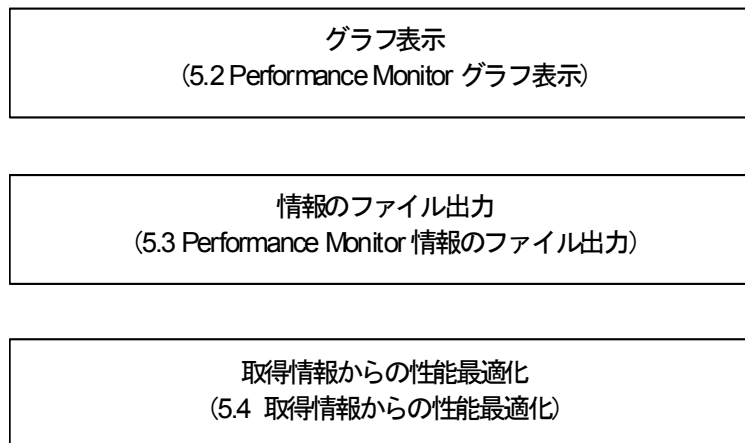 グラフ表示
(5.2 Performance Monitor グラフ表示)
情報のファイル出力
(5.3 Performance Monitor 情報のファイル出力)
取得情報からの性能最適化
(5.4 取得情報からの性能最適化)